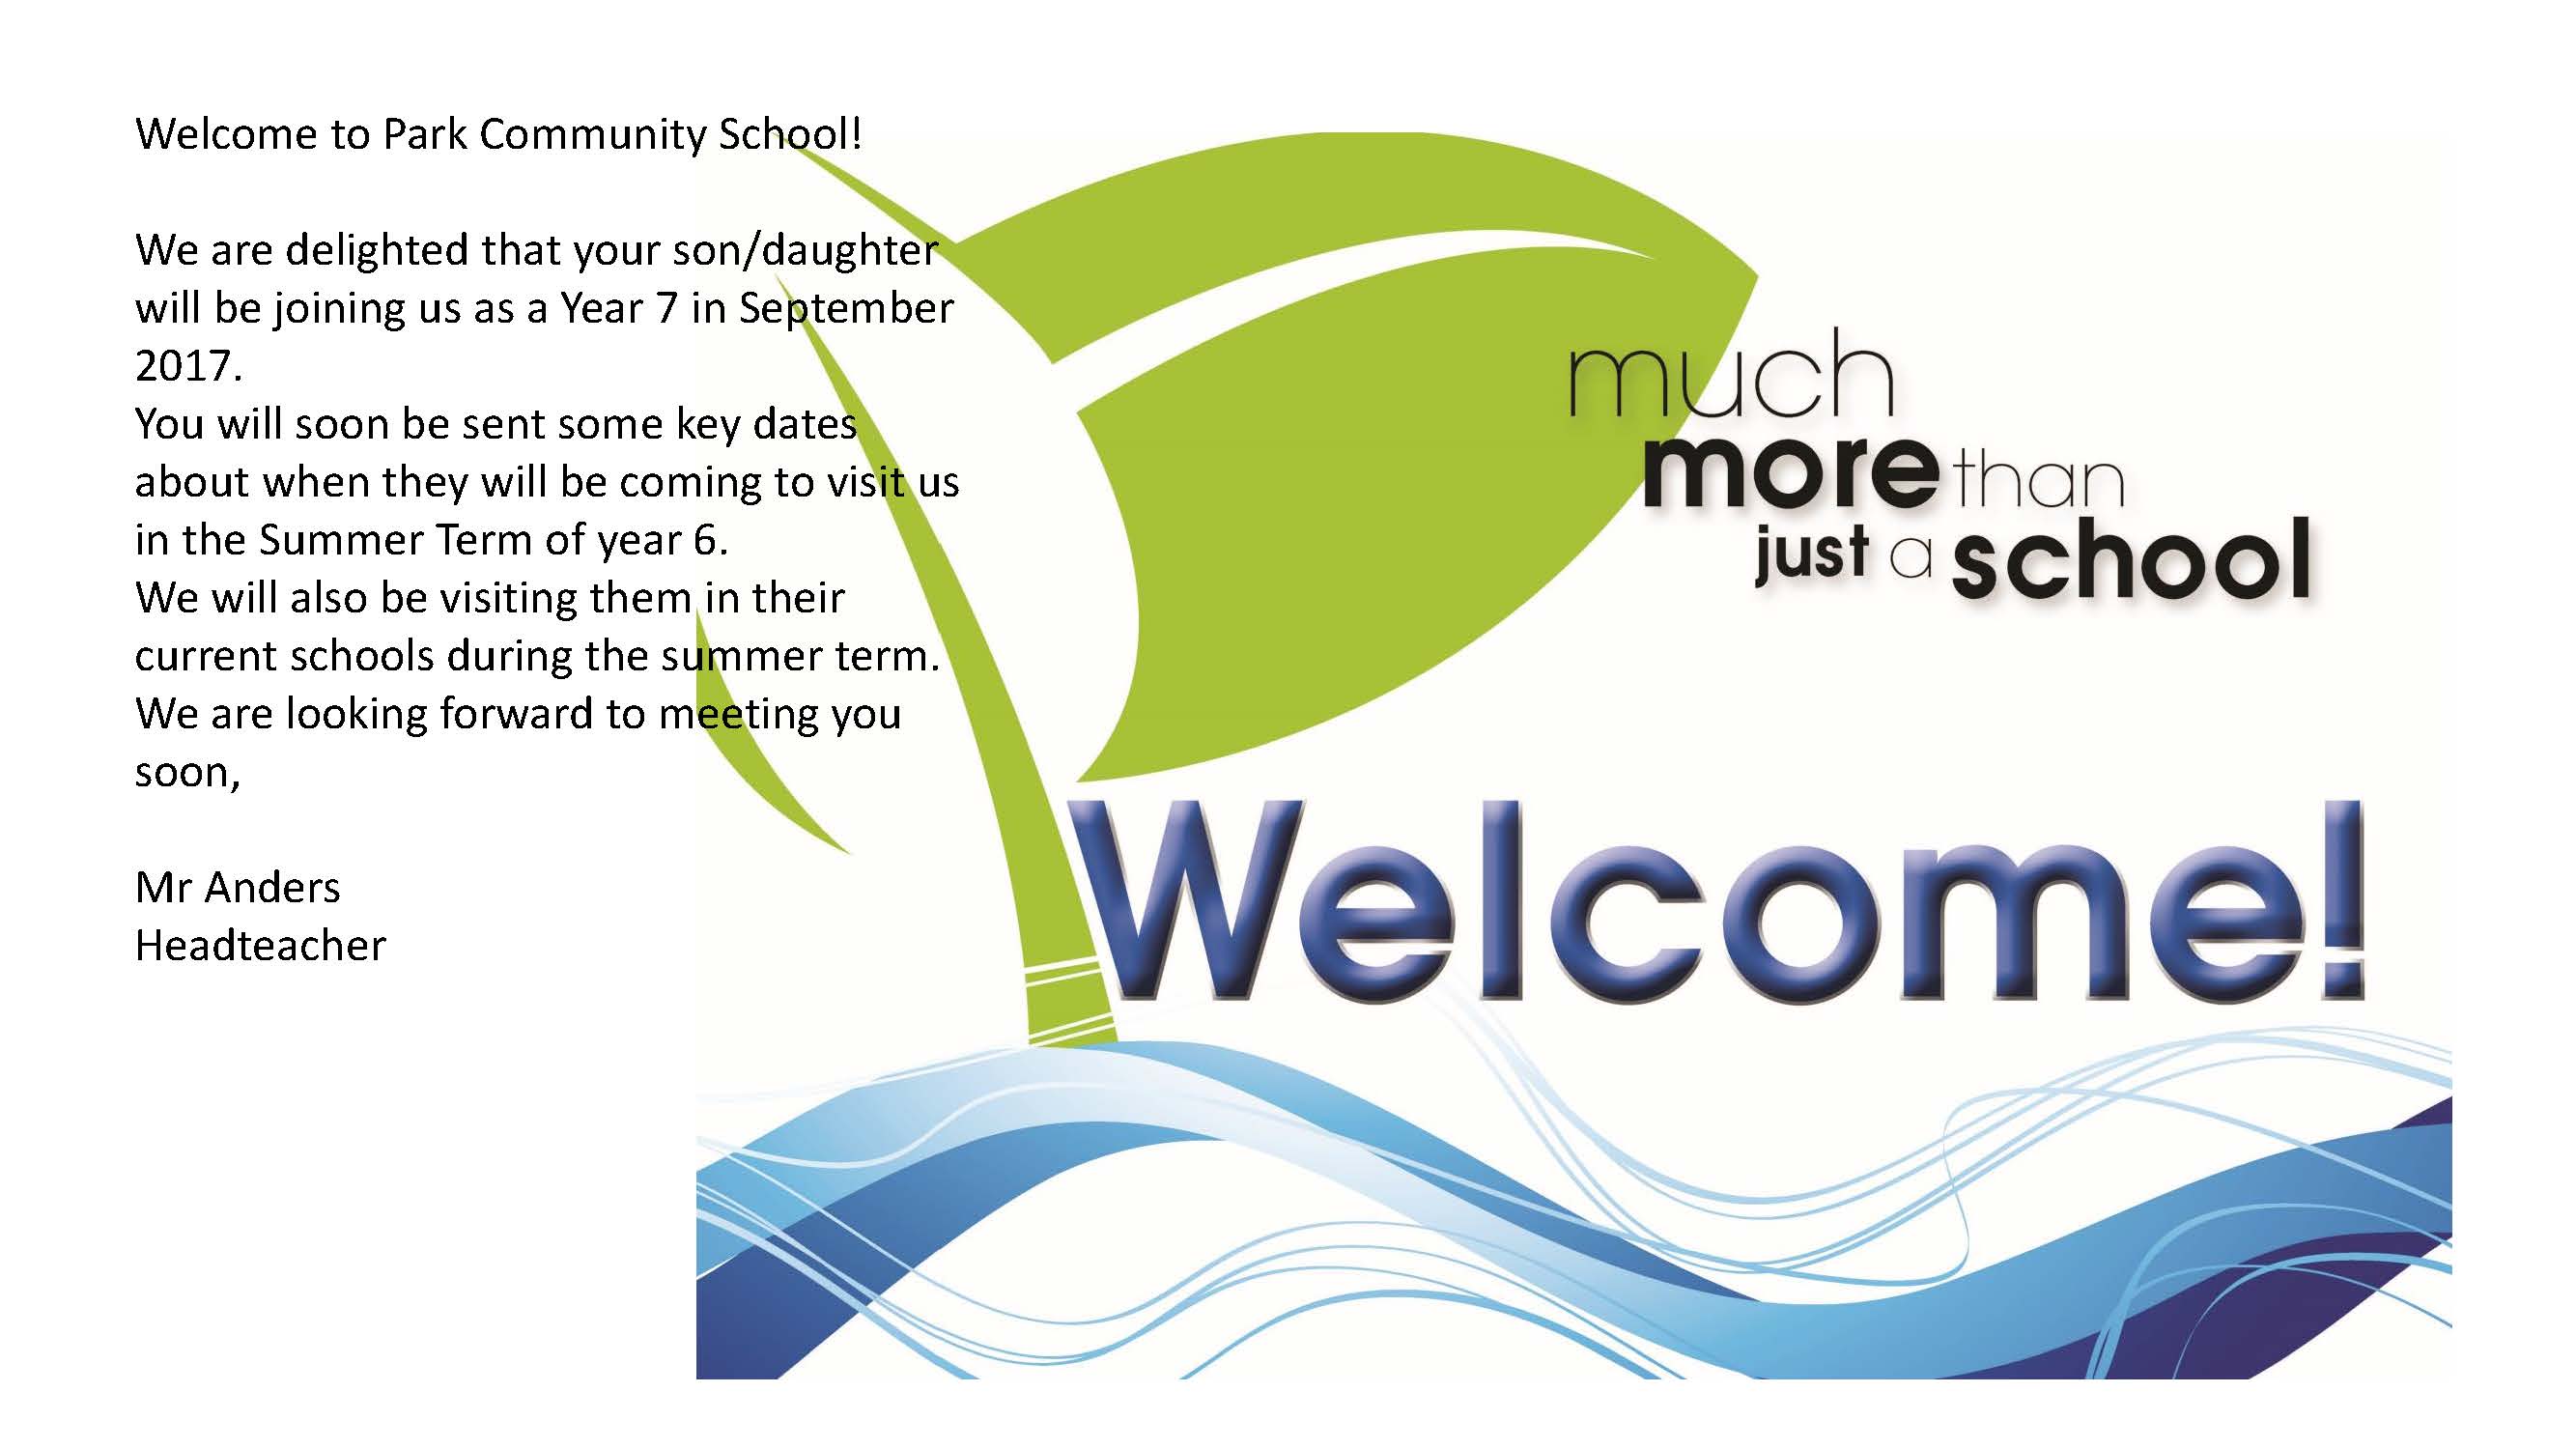 Welcome to Park Community School!
We are delighted that your son/daughter
will be joining us as a Year 7 in September
2017.
You will soon be sent some key dates
about when they will be coming to visit us
in the Summer Term of year 6.
We will also be visiting them in their
current schools during the summer term.
We are looking forward to meeting you
soon,
Mr Anders
Headteacher
much
more than
just a school
Welcome!